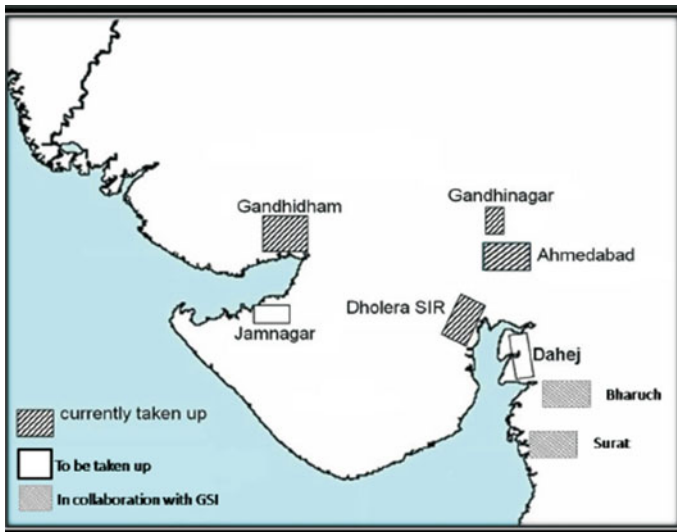 Gandhinagar
Gandhidham
Ahmedabad
Dholera SIR
Jamnagar
Dahej
Bharuch
currently taken up
Surat
To be taken up
In collaboration with GSI